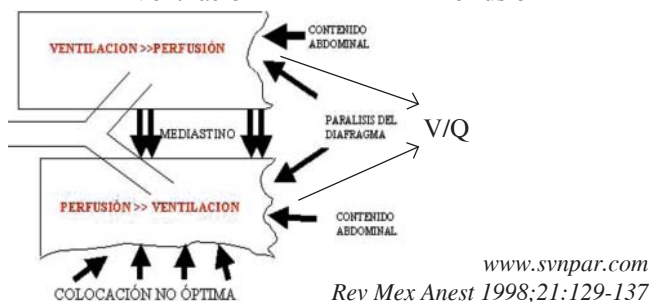 CONTENIDO
ABDOMINAL
VENTILACION >>PERFUSIÓN
PARALISIS DEL
DIAFRAGMA
V/Q
MEDIASTINO
PERFUSIÓN >> VENTILACION
CONTENIDO
ABDOMINAL
COLOCACIÓN NO ÓPTIMA
www.svnpar.com
Rev Mex Anest 1998;21:129-137